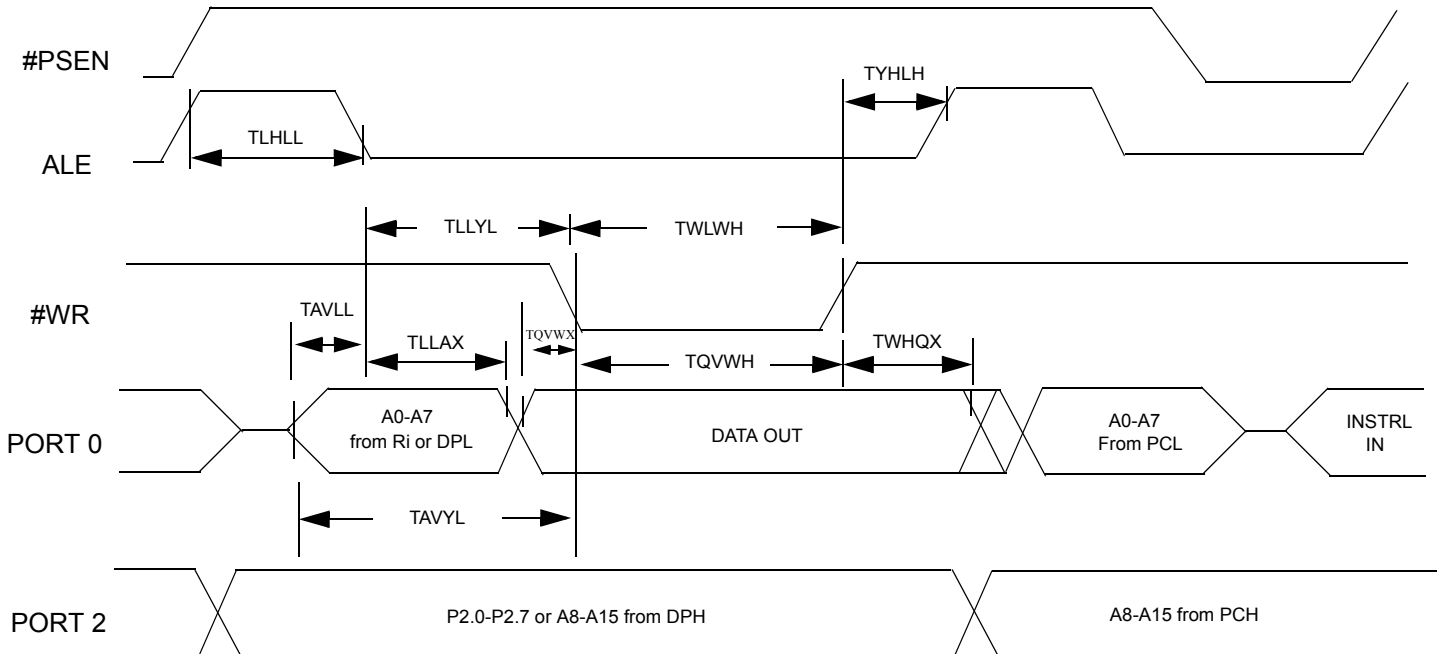 #PSEN
TYHLH
TLHLL
ALE
TLLYL
TWLWH
#WR
TAVLL
TLLAX
TQVWX
TQVWH
TWHQX
PORT 0
A0-A7
from Ri or DPL
DATA OUT
A0-A7
From PCL
INSTRL
IN
TAVYL
PORT 2
P2.0-P2.7 or A8-A15 from DPH
A8-A15 from PCH